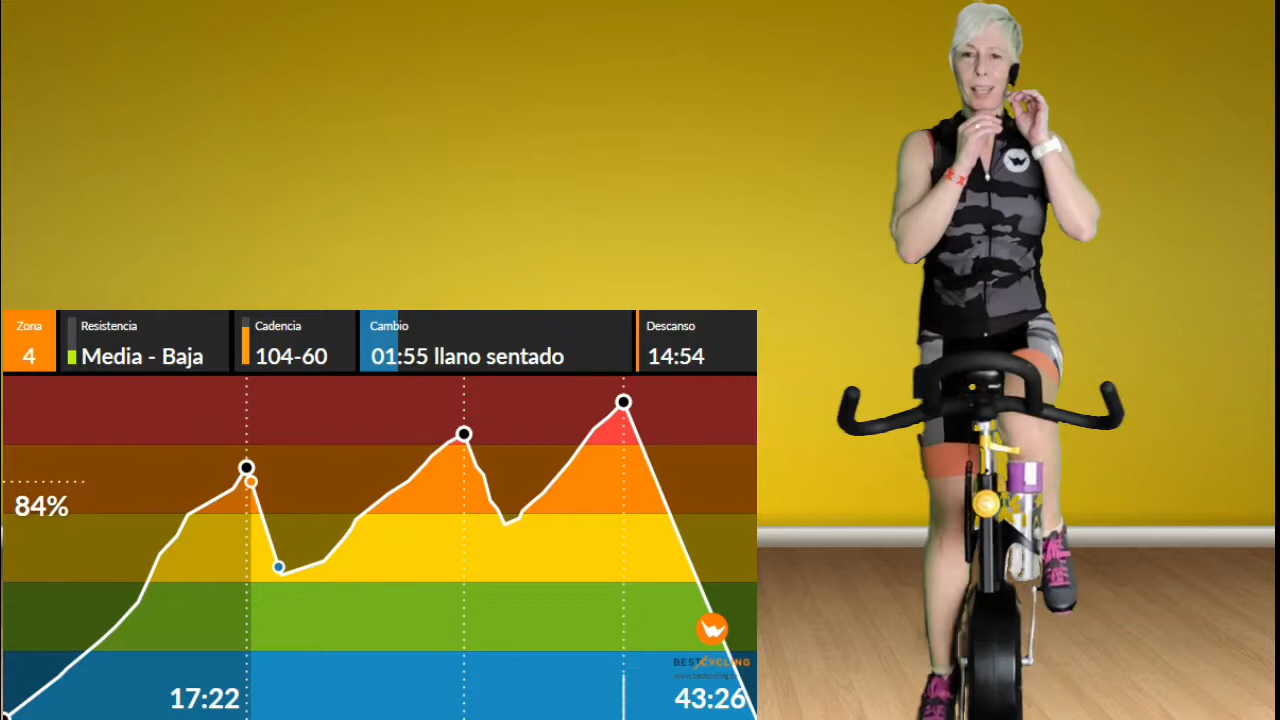 Zona
4
Resistencia
Media - Baja
Cadencia
104-60
Cambio
01:55 llano sentado
Descanso
14:54
84%
BESTCYCLING
17:22
43:26